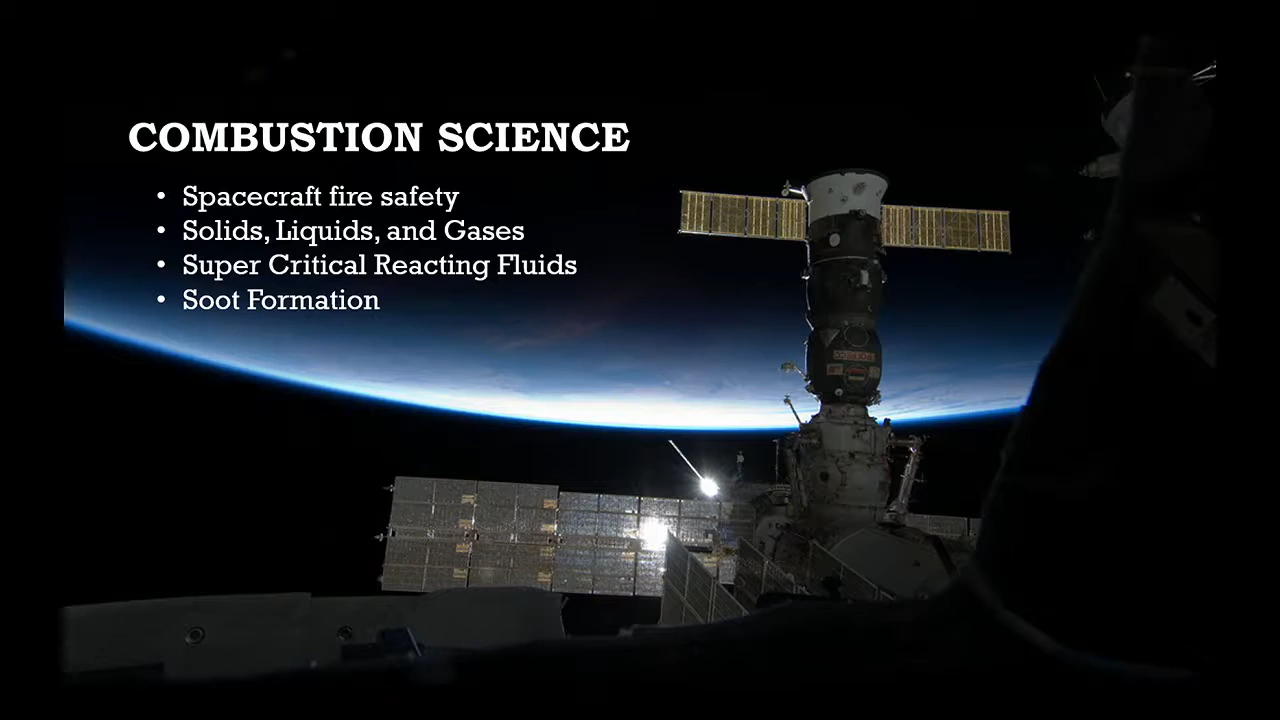 COMBUSTION SCIENCE
• Spacecraft fire safety
• Solids, Liquids, and Gases
• Super Critical Reacting Fluids
• Soot Formation